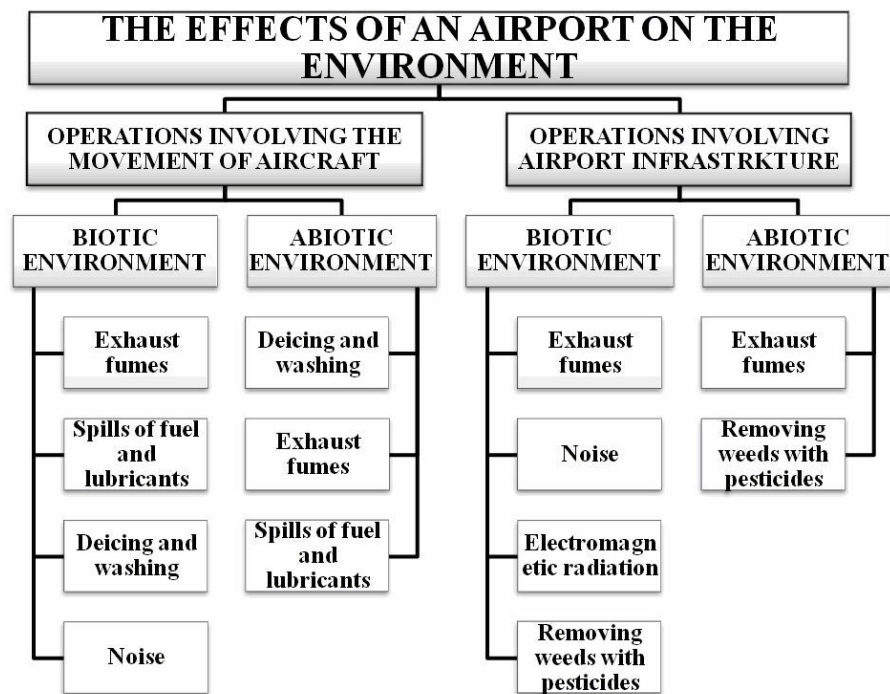 THE EFFECTS OF AN AIRPORT ON THE
ENVIRONMENT
OPERATIONS INVOLVING THE
MOVEMENT OF AIRCRAFT
OPERATIONS INVOLVING
AIRPORT INFRASTRKTURE
BIOTIC
ENVIRONMENT
ABIOTIC
ENVIRONMENT
BIOTIC
ENVIRONMENT
ABIOTIC
ENVIRONMENT
Exhaust
fumes
Spills of fuel
and
lubricants
Deicing and
washing
Noise
Deicing and
washing
Exhaust
fumes
Spills of fuel
and
lubricants
Exhaust
fumes
Noise
Electromagn
etic radiation
Removing
weeds with
pesticides
Exhaust
fumes
Removing
weeds with
pesticides